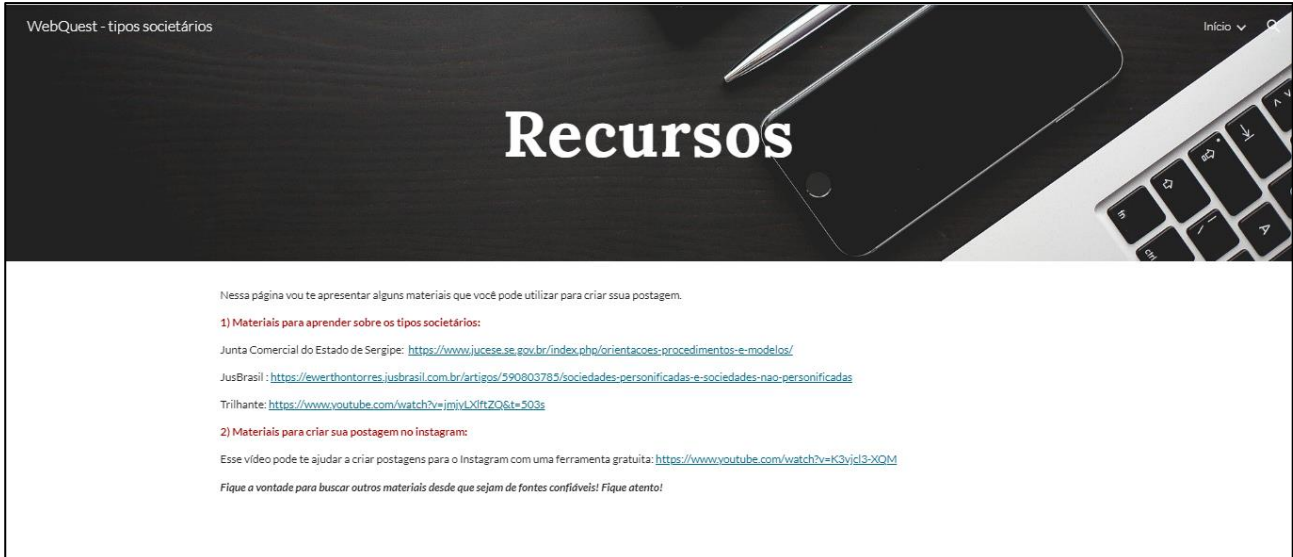 WebQuest - tipos societários
Início
Recursos
Nessa página vou te apresentar alguns materiais que você pode utilizar para criar ssua postagem.
1) Materiais para aprender sobre os tipos societários:
Junta Comercial do Estado de Sergipe: https://www.jucese.se.gov.br/index.php/orientacoes-procedimentos-e-modelos/
JusBrasil : https://ewerthontorres.jusbrasil.com.br/artigos/590803785/sociedades-personificadas-e-sociedades-nao-personificadas
Trilhante: https://www.youtube.com/watch?v=jmjyLXlftZQ&t=503s
2) Materiais para criar sua postagem no instagram:
Esse vídeo pode te ajudar a criar postagens para o Instagram com uma ferramenta gratuita: https://www.youtube.com/watch?v=K3vjcl3-XQM
Fique a vontade para buscar outros materiais desde que sejam de fontes confiáveis! Fique atento!